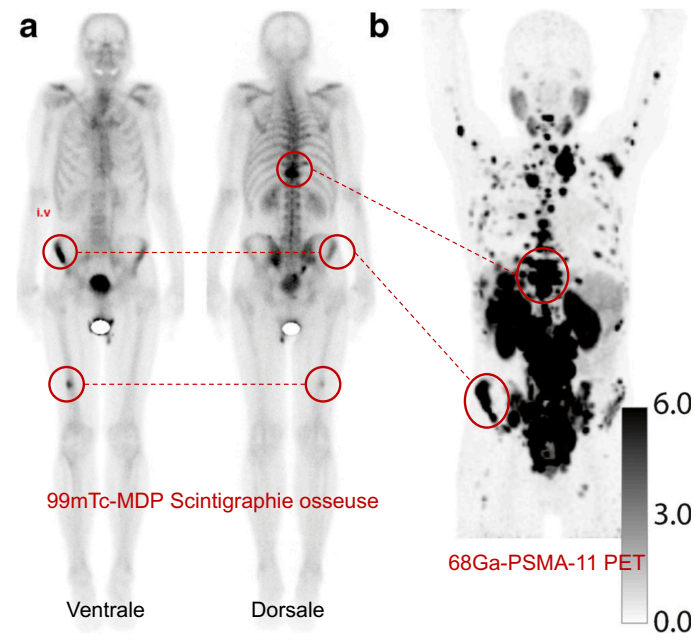 a
b
i.v
6.0
3.0
0.0
99mTc-MDP Scintigraphie osseuse
68Ga-PSMA-11 PET
Ventrale
Dorsale